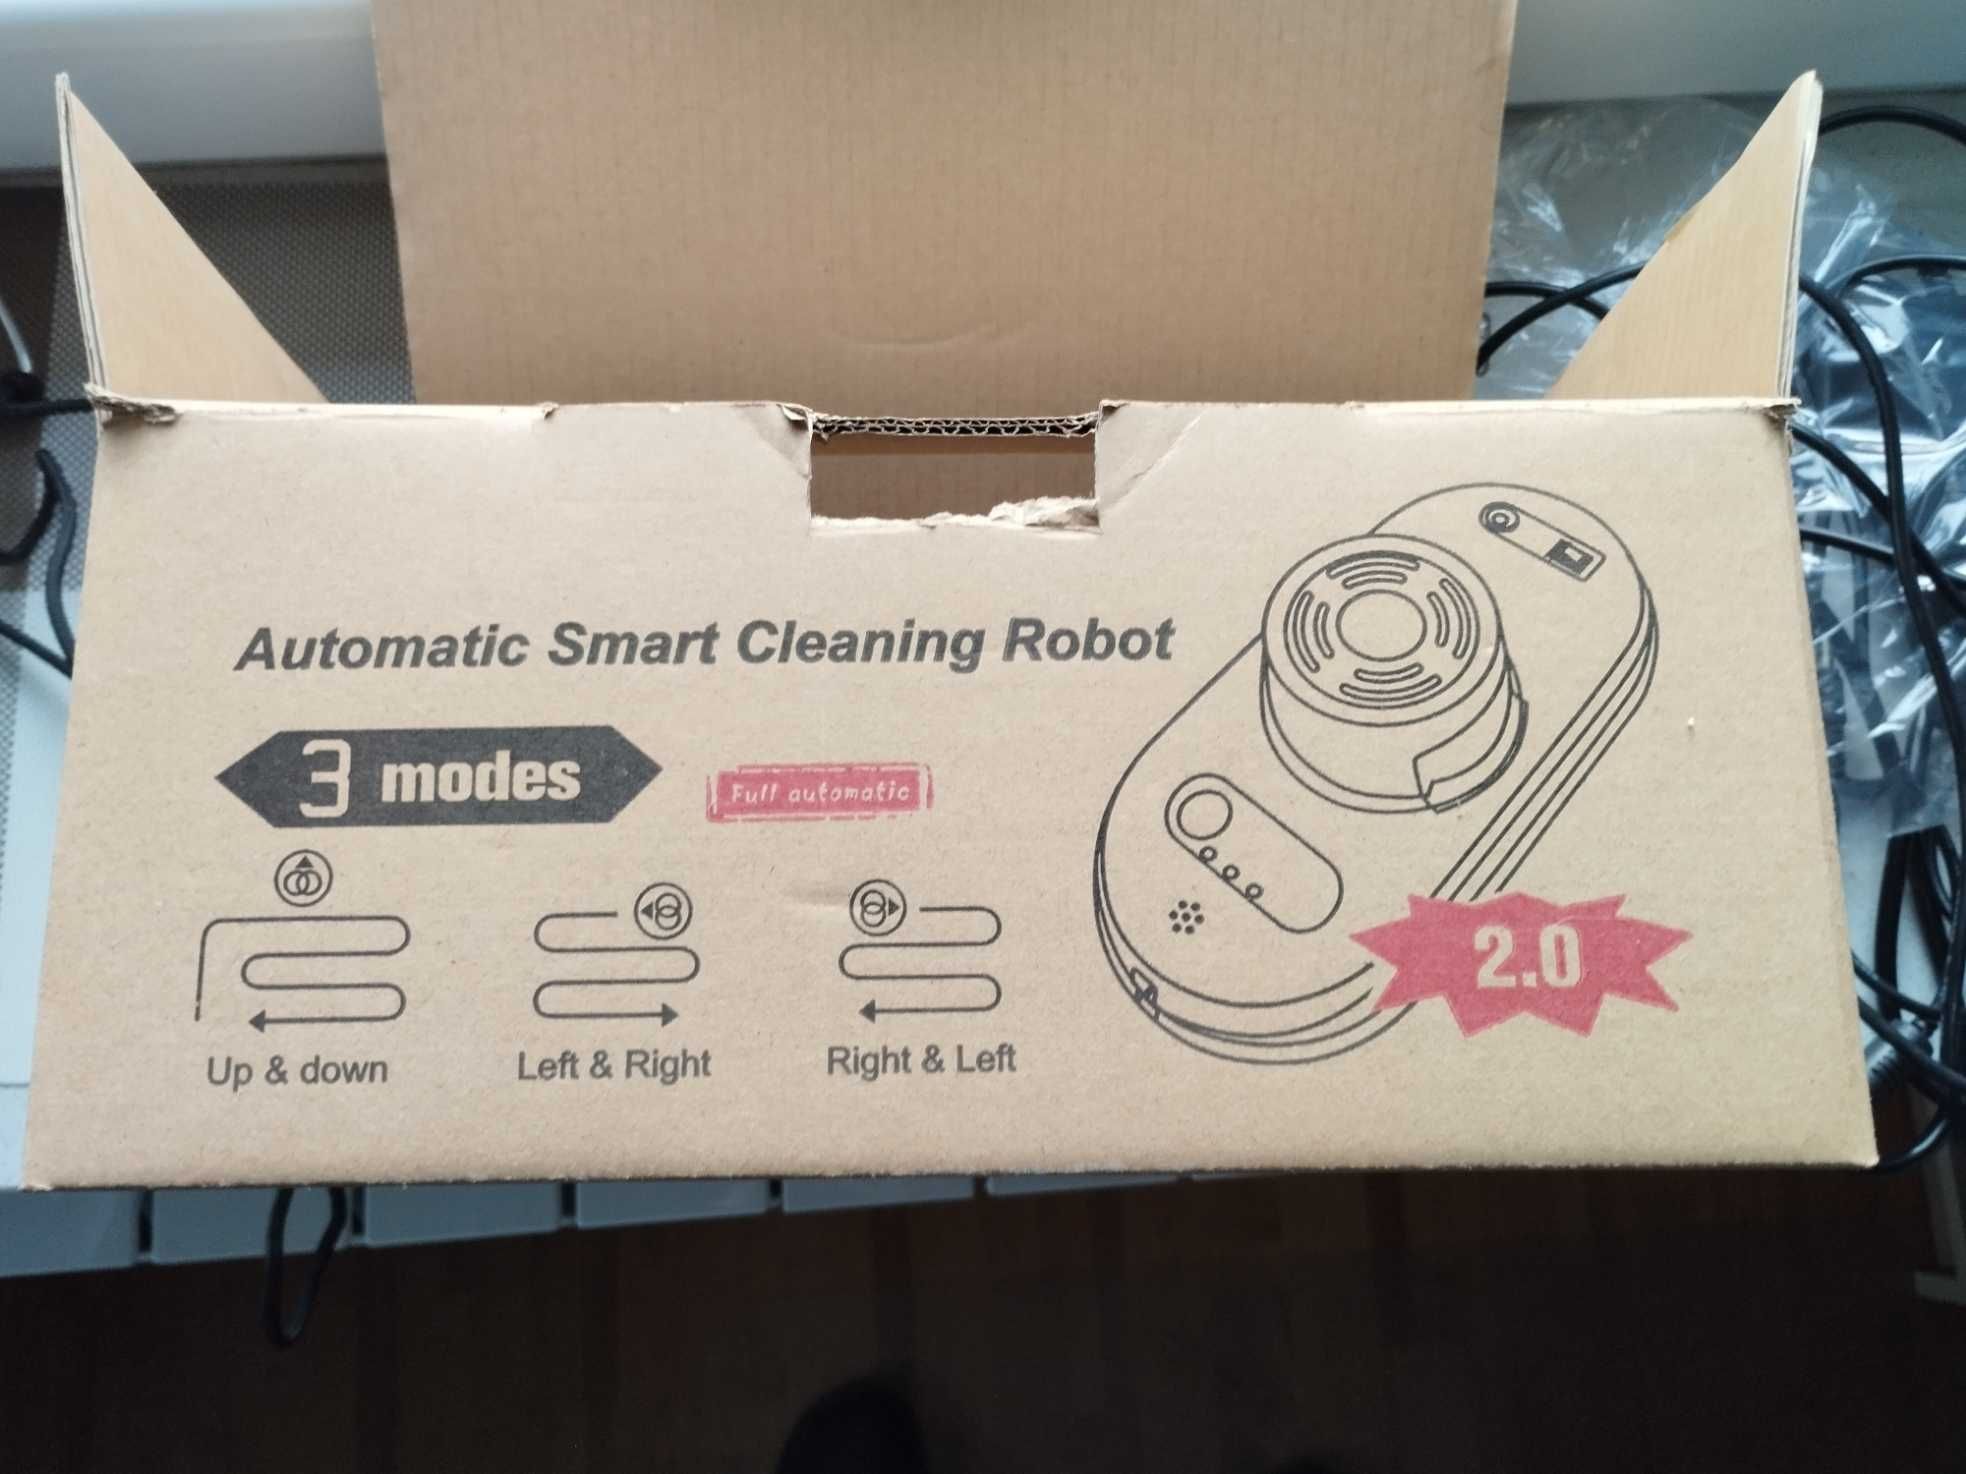 Automatic Smart Cleaning Robot
3 modes
Full automatic
2.0
Up & down
Left & Right
Right & Left